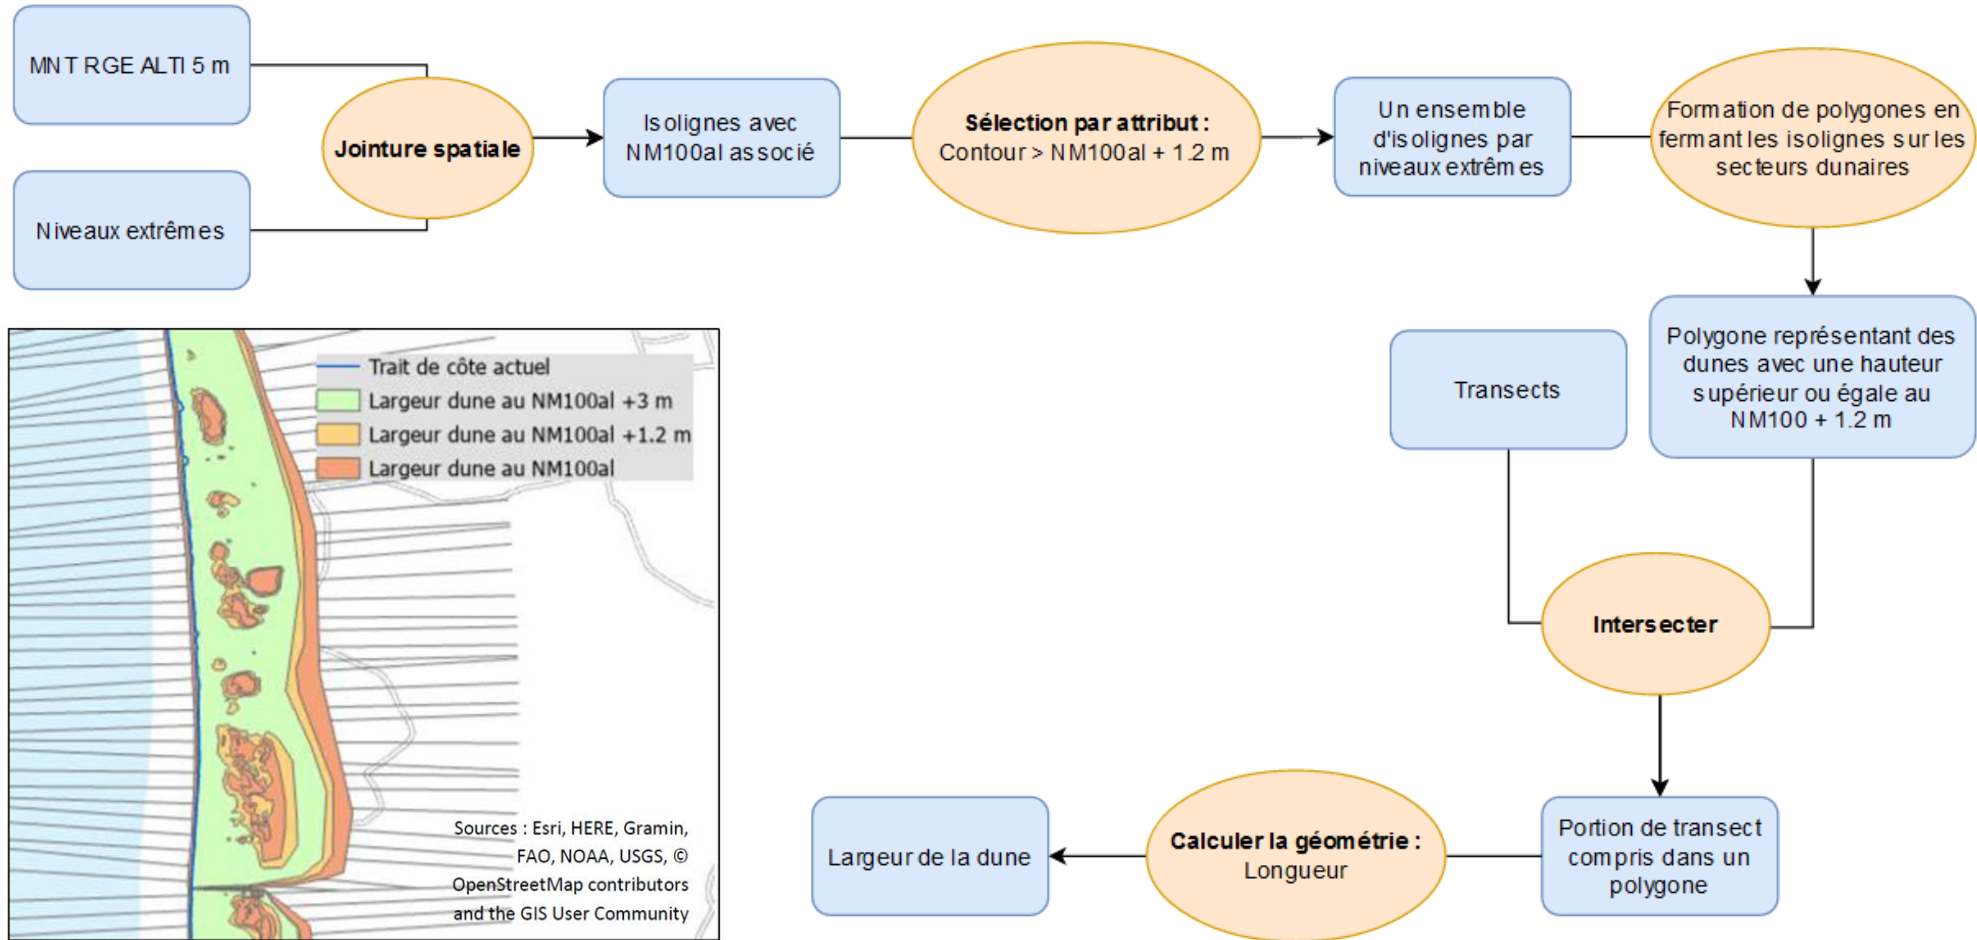 MNT RGE ALTI 5 m
Niveaux extrêmes
Jointure spatiale
Isolignes avec
NM100al associé
Sélection par attribut :
Contour > NM100al + 1.2 m
Un ensemble
d'isolignes par
niveaux extrêmes
Formation de polygones en
fermant les isolignes sur les
secteurs dunaires
Polygone représentant des
dunes avec une hauteur
supérieur ou égale au
NM100 + 1.2 m
Transects
Intersecter
Portion de transect
compris dans un
polygone
Calculer la géométrie :
Longueur
Largeur de la dune
Trait de côte actuel
Largeur dune au NM100al +3 m
Largeur dune au NM100al +1.2 m
Largeur dune au NM100al
Sources : Esri, HERE, Gramin,
FAO, NOAA, USGS, ©
OpenStreetMap contributors
and the GIS User Community